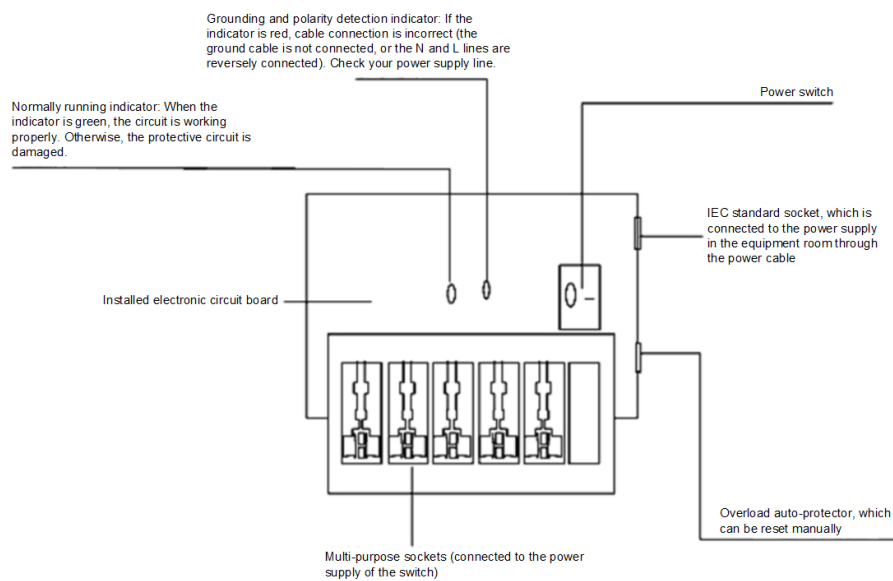 Grounding and polarity detection indicator: If the
indicator is red, cable connection is incorrect (the
ground cable is not connected, or the N and L lines are
reversely connected). Check your power supply line.
Power switch
Normally running indicator: When the
indicator is green, the circuit is working
properly. Otherwise, the protective circuit is
damaged.
IEC standard socket, which is
connected to the power supply
in the equipment room through
the power cable
Installed electronic circuit board
Overload auto-protector, which
can be reset manually
Multi-purpose sockets (connected to the power
supply of the switch)